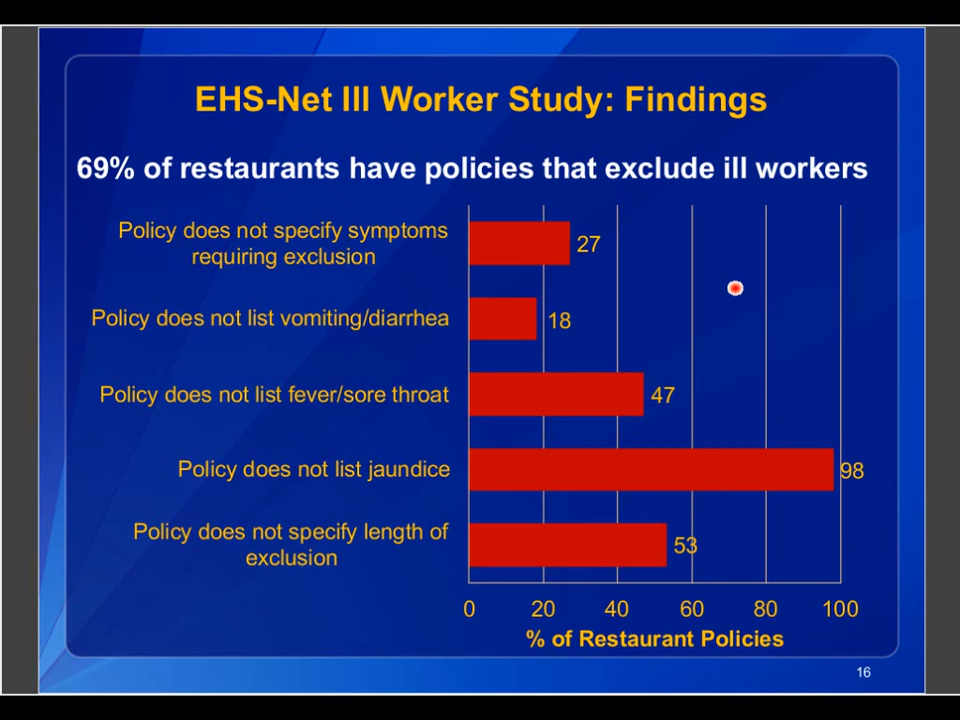 EHS-Net Ill Worker Study: Findings
69% of restaurants have policies that exclude ill workers
Policy does not specify symptoms
requiring exclusion
27
Policy does not list vomiting/diarrhea
18
Policy does not list fever/sore throat
47
Policy does not list jaundice
98
Policy does not specify length of
exclusion
53
0 20 40 60 80 100
% of Restaurant Policies
16